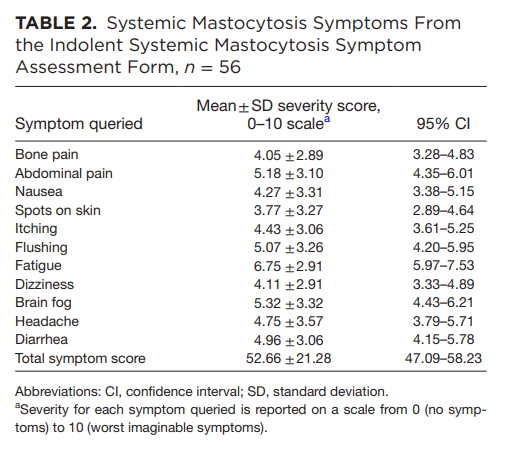 TABLE 2. Systemic Mastocytosis Symptoms From
the Indolent Systemic Mastocytosis Symptom
Assessment Form, n = 56
Mean ± SD severity score,
Symptom queried 0–10 scaleᵃ 95% CI
Bone pain 4.05 ±2.89 3.28–4.83
Abdominal pain 5.18 ±3.10 4.35–6.01
Nausea 4.27 ±3.31 3.38–5.15
Spots on skin 3.77 ±3.27 2.89–4.64
Itching 4.43 ±3.06 3.61–5.25
Flushing 5.07 ±3.26 4.20–5.95
Fatigue 6.75 ±2.91 5.97–7.53
Dizziness 4.11 ±2.91 3.33–4.89
Brain fog 5.32 ±3.32 4.43–6.21
Headache 4.75 ±3.57 3.79–5.71
Diarrhea 4.96 ±3.06 4.15–5.78
Total symptom score 52.66 ±21.28 47.09–58.23
Abbreviations: CI, confidence interval; SD, standard deviation.
ᵃSeverity for each symptom queried is reported on a scale from 0 (no symp-
toms) to 10 (worst imaginable symptoms).